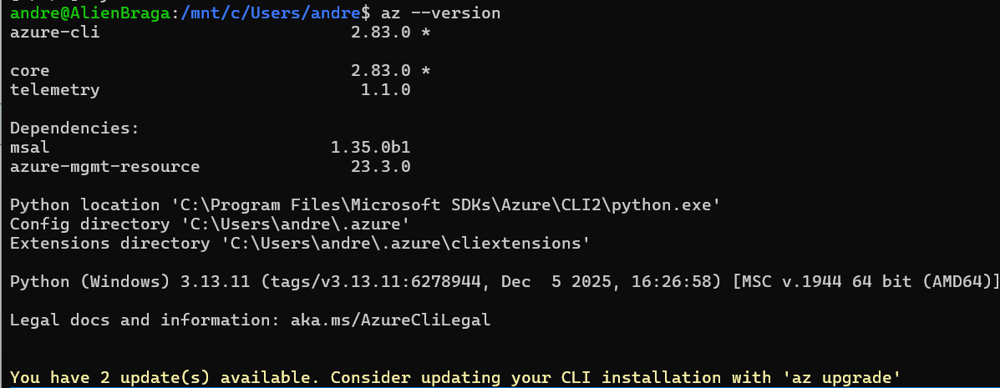 andre@AlienBraga:/mnt/c/Users/andre$ az --version
azure-cli                         2.83.0 *
core                              2.83.0 *
telemetry                          1.1.0
Dependencies:
msal                            1.35.0b1
azure-mgmt-resource               23.3.0
Python location 'C:\Program Files\Microsoft SDKs\Azure\CLI2\python.exe'
Config directory 'C:\Users\andre\.azure'
Extensions directory 'C:\Users\andre\.azure\cliextensions'
Python (Windows) 3.13.11 (tags/v3.13.11:6278944, Dec  5 2025, 16:26:58) [MSC v.1944 64 bit (AMD64)]
Legal docs and information: aka.ms/AzureCliLegal
You have 2 update(s) available. Consider updating your CLI installation with 'az upgrade'